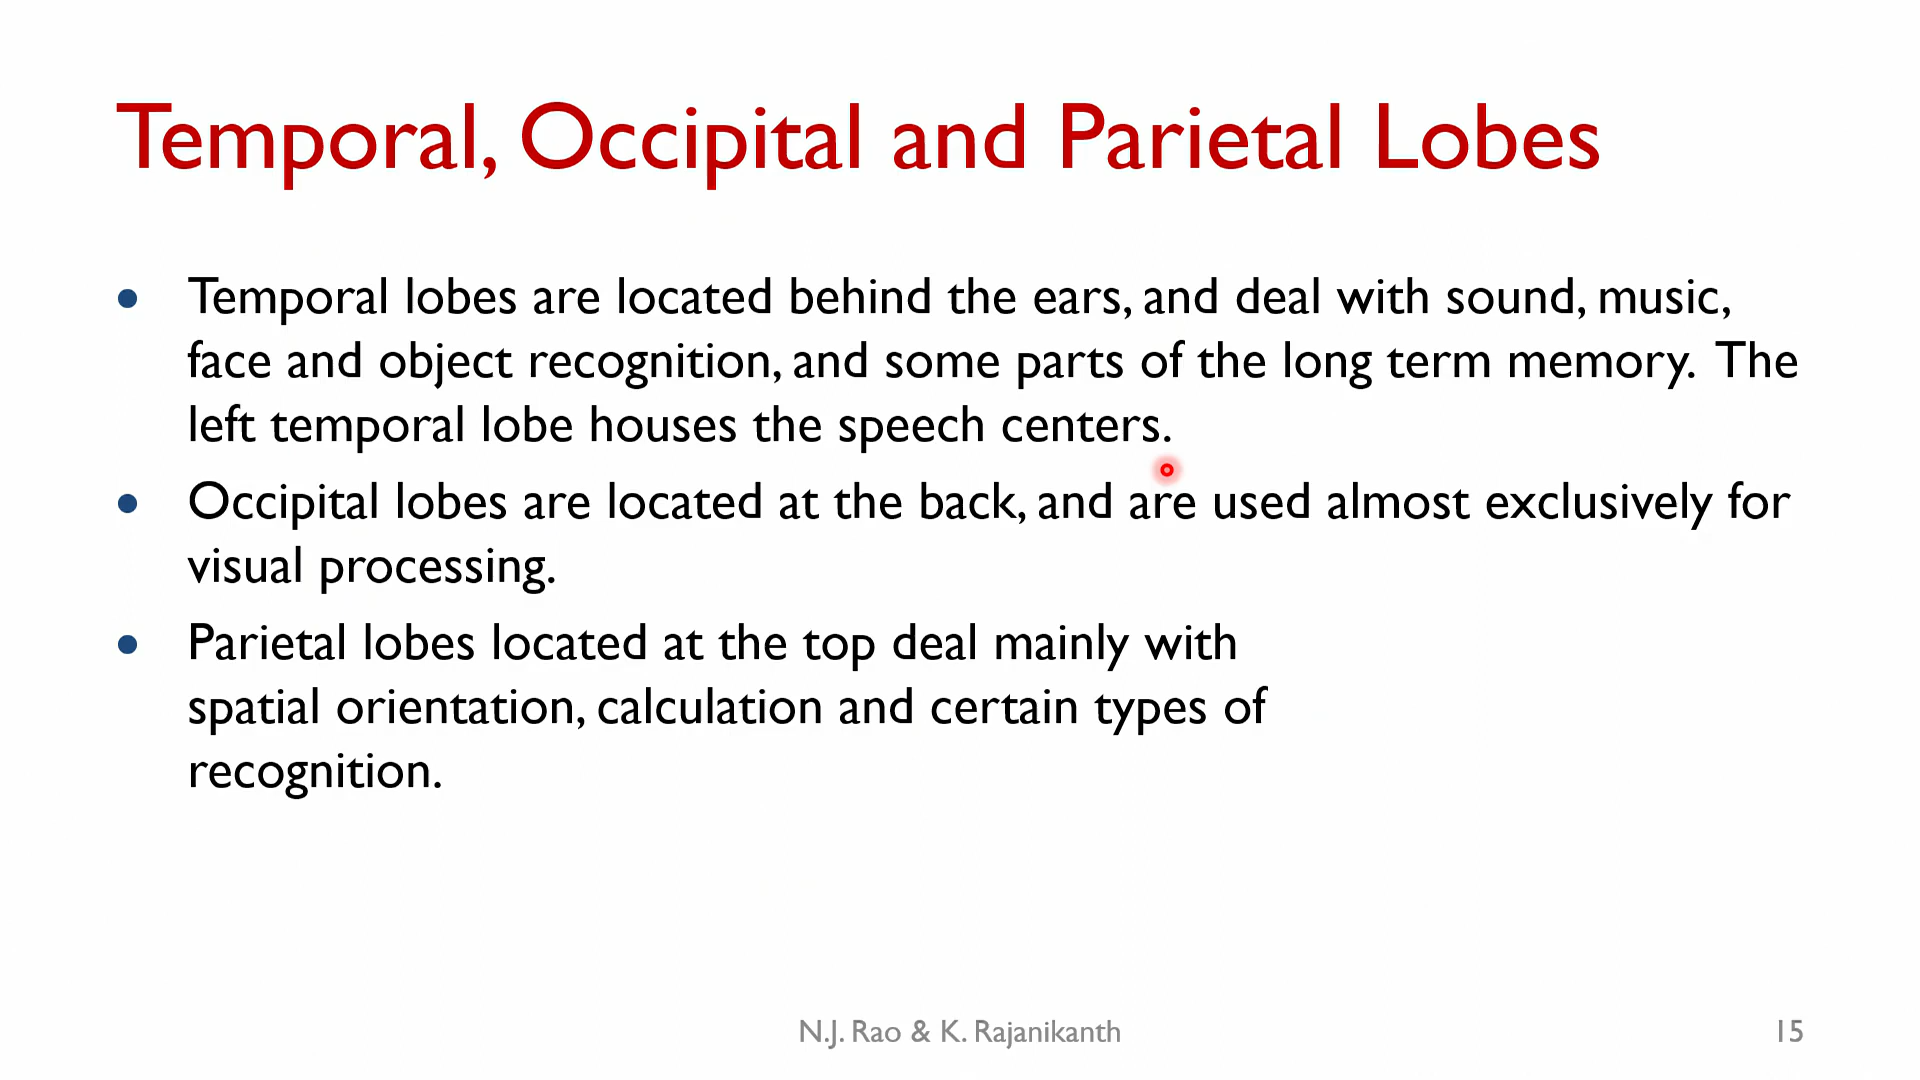 Temporal, Occipital and Parietal Lobes
• Temporal lobes are located behind the ears, and deal with sound, music,
face and object recognition, and some parts of the long term memory. The
left temporal lobe houses the speech centers.
• Occipital lobes are located at the back, and are used almost exclusively for
visual processing.
• Parietal lobes located at the top deal mainly with
spatial orientation, calculation and certain types of
recognition.
N.J. Rao & K. Rajanikanth
15